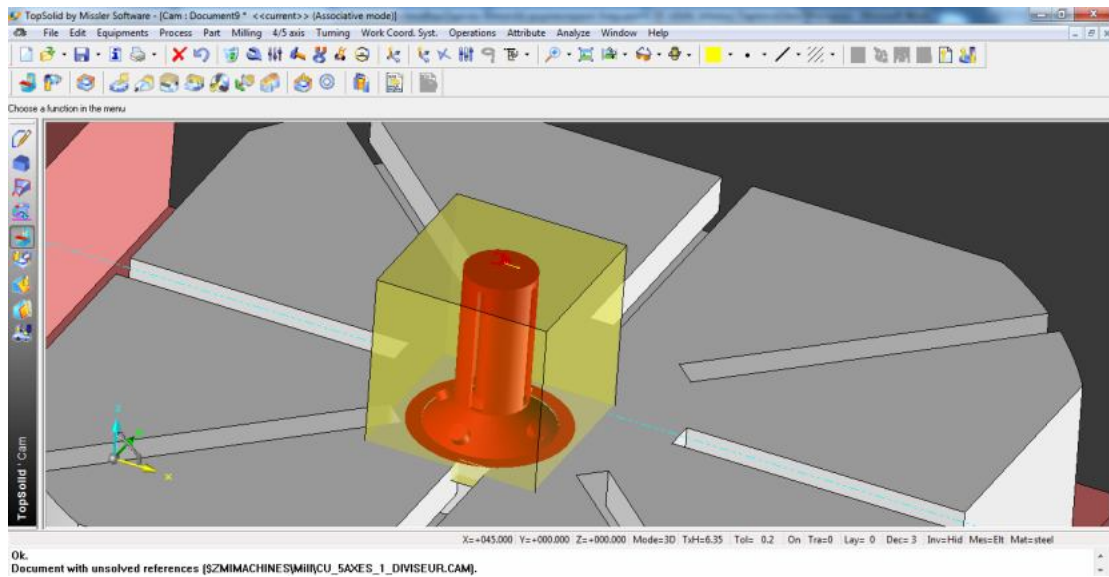 TopSolid by Missler Software - [Cam : Document9 * <<current>> (Associative mode)]
File Edit Equipments Process Part Milling 4/5 axis Turning Work Coord. Syst. Operations Attribute Analyze Window Help
Choose a function in the menu
TopSolid'Cam
z
x
X=+045.000 Y=+000.000 Z=+000.000 Mode=3D TxH=6.35 Tol= 0.2 On Tra=0 Lay= 0 Dec= 3 Inv=Hid Mes=Elt Mat=steel
Ok.
Document with unsolved references ($ZMIMACHINES\Mill\CU_5AXES_1_DIVISEUR.CAM).